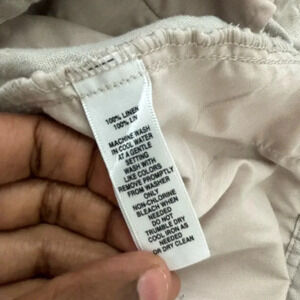 100% LINEN
100% LIN
MACHINE WASH
IN COOL WATER
AT A GENTLE
SETTING
WASH WITH
LIKE COLORS
REMOVE PROMPTLY
FROM WASHER
ONLY
NON-CHLORINE
BLEACH WHEN
NEEDED
DO NOT
TRUMBLE DRY
COOL IRON AS
NEEDED
OR DRY CLEAN